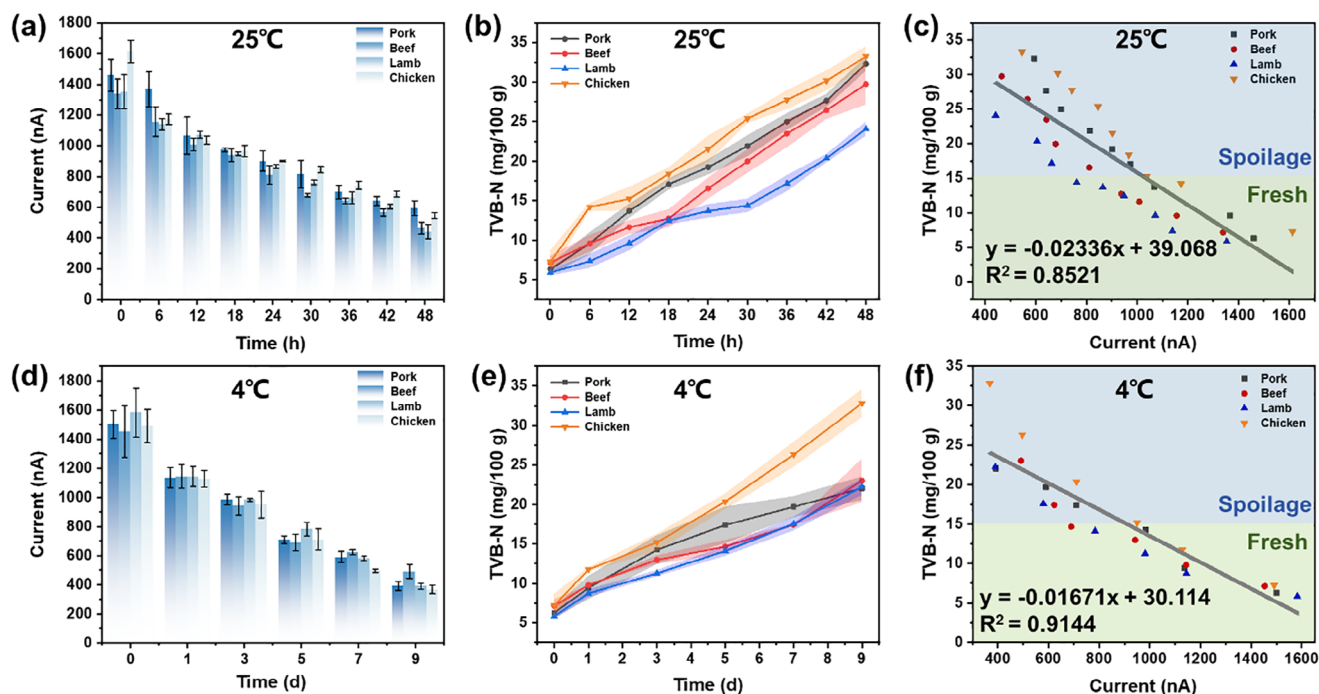 (a)
25℃
Pork
Beef
Lamb
Chicken
1800
1600
1400
1200
1000
800
600
400
200
0
Current (nA)
0 6 12 18 24 30 36 42 48
Time (h)
(b)
25℃
Pork
Beef
Lamb
Chicken
35
30
25
20
15
10
5
0
TVB-N (mg/100 g)
0 6 12 18 24 30 36 42 48
Time (h)
(c)
25℃
Pork
Beef
Lamb
Chicken
35
30
25
20
15
10
5
0
TVB-N (mg/100 g)
Spoilage
Fresh
y = -0.02336x + 39.068
R² = 0.8521
400 600 800 1000 1200 1400 1600
Current (nA)
(d)
4℃
Pork
Beef
Lamb
Chicken
1800
1600
1400
1200
1000
800
600
400
200
0
Current (nA)
0 1 3 5 7 9
Time (d)
(e)
4℃
Pork
Beef
Lamb
Chicken
35
30
25
20
15
10
5
0
TVB-N (mg/100 g)
0 1 2 3 4 5 6 7 8 9
Time (d)
(f)
4℃
Pork
Beef
Lamb
Chicken
35
30
25
20
15
10
5
0
TVB-N (mg/100 g)
Spoilage
Fresh
y = -0.01671x + 30.114
R² = 0.9144
400 600 800 1000 1200 1400 1600
Current (nA)